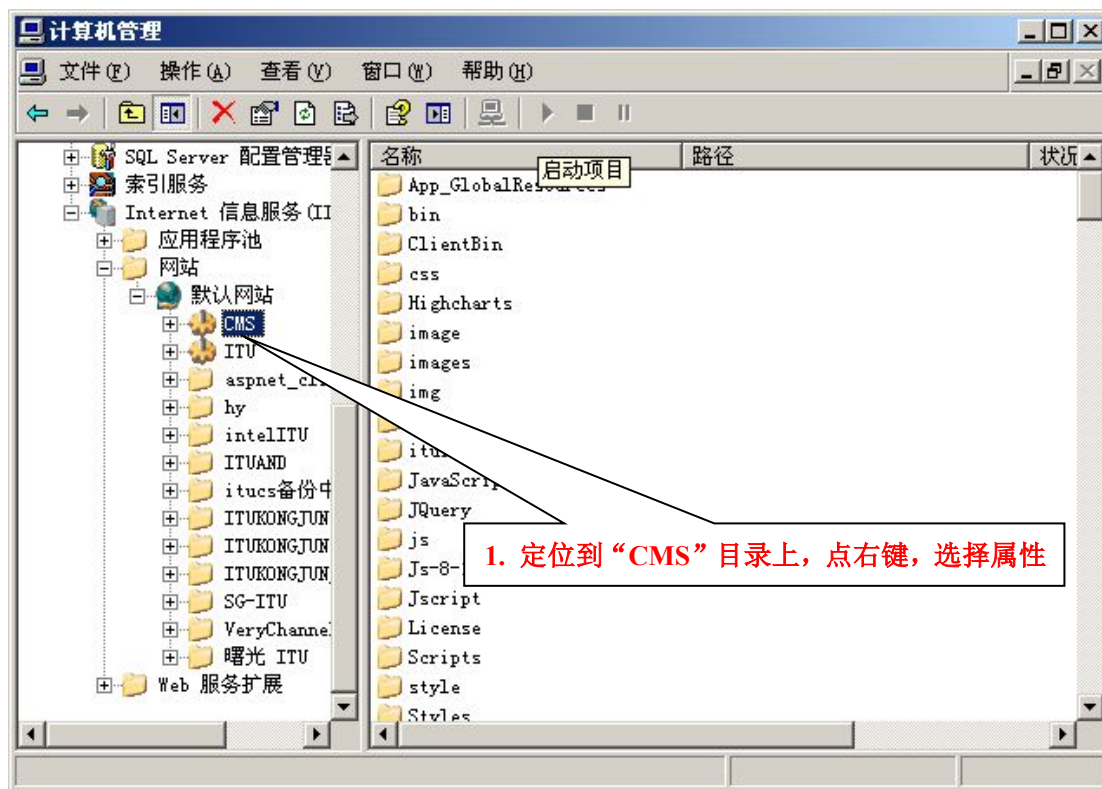 计算机管理
文件(F) 操作(A) 查看(V) 窗口(W) 帮助(H)
SQL Server 配置管理
索引服务
Internet 信息服务(II
应用程序池
网站
默认网站
CMS
ITU
hy
intelITU
ITUAND
itucs备份中
ITUKONGJUN
ITUKONGJUN
ITUKONGJUN
SG-ITU
VeryChanne
曙光 ITU
Web 服务扩展
名称 路径 状况
启动项目
bin
ClientBin
css
Highcharts
image
images
img
JQuery
js
Js-8-
Jscript
License
Scripts
style
Styles
1. 定位到“CMS”目录上，点右键，选择属性